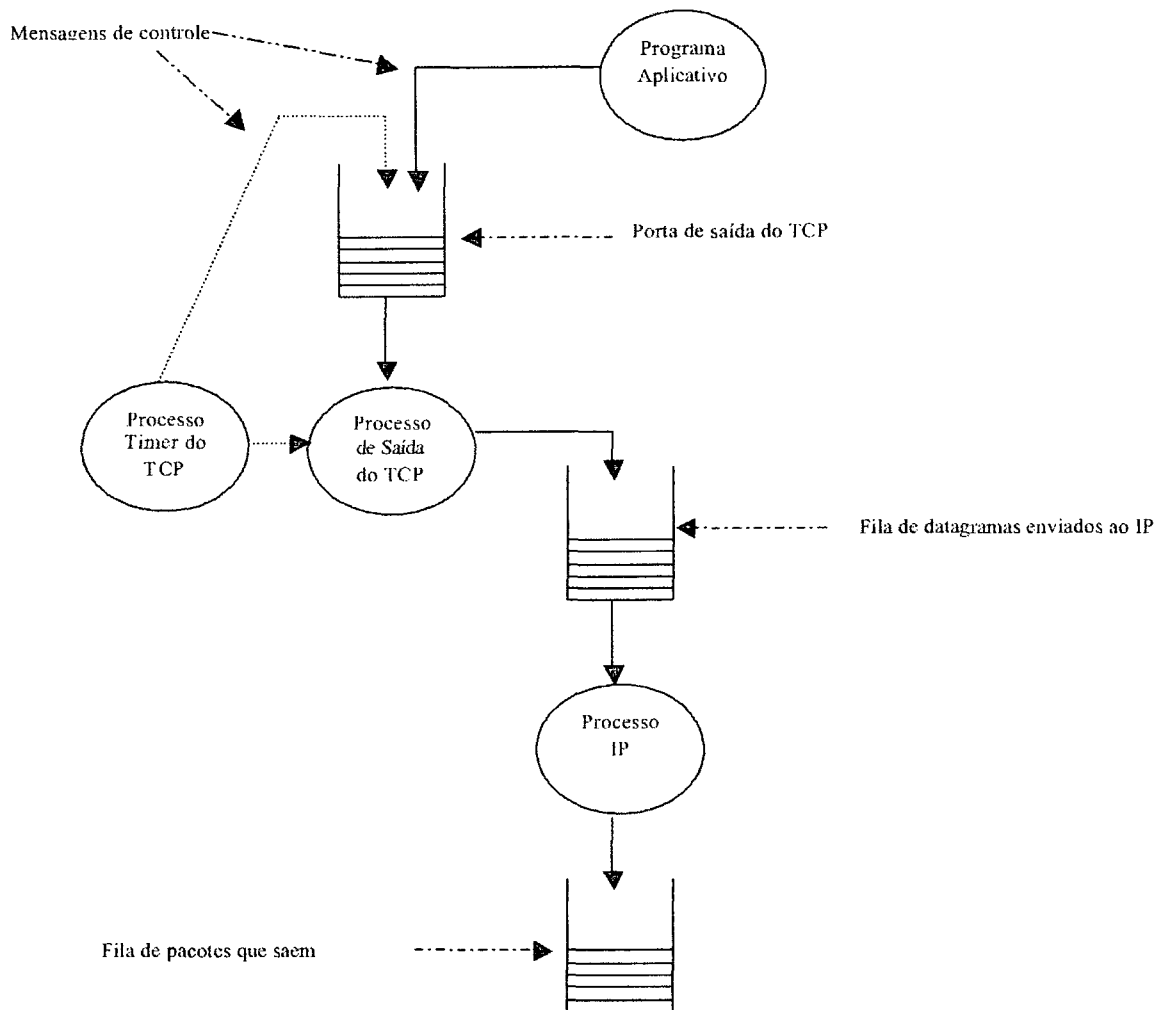 Mensagens de controle
Programa
Aplicativo
Porta de saída do TCP
Processo
Timer do
TCP
Processo
de Saída
do TCP
Fila de datagramas enviados ao IP
Processo
IP
Fila de pacotes que saem